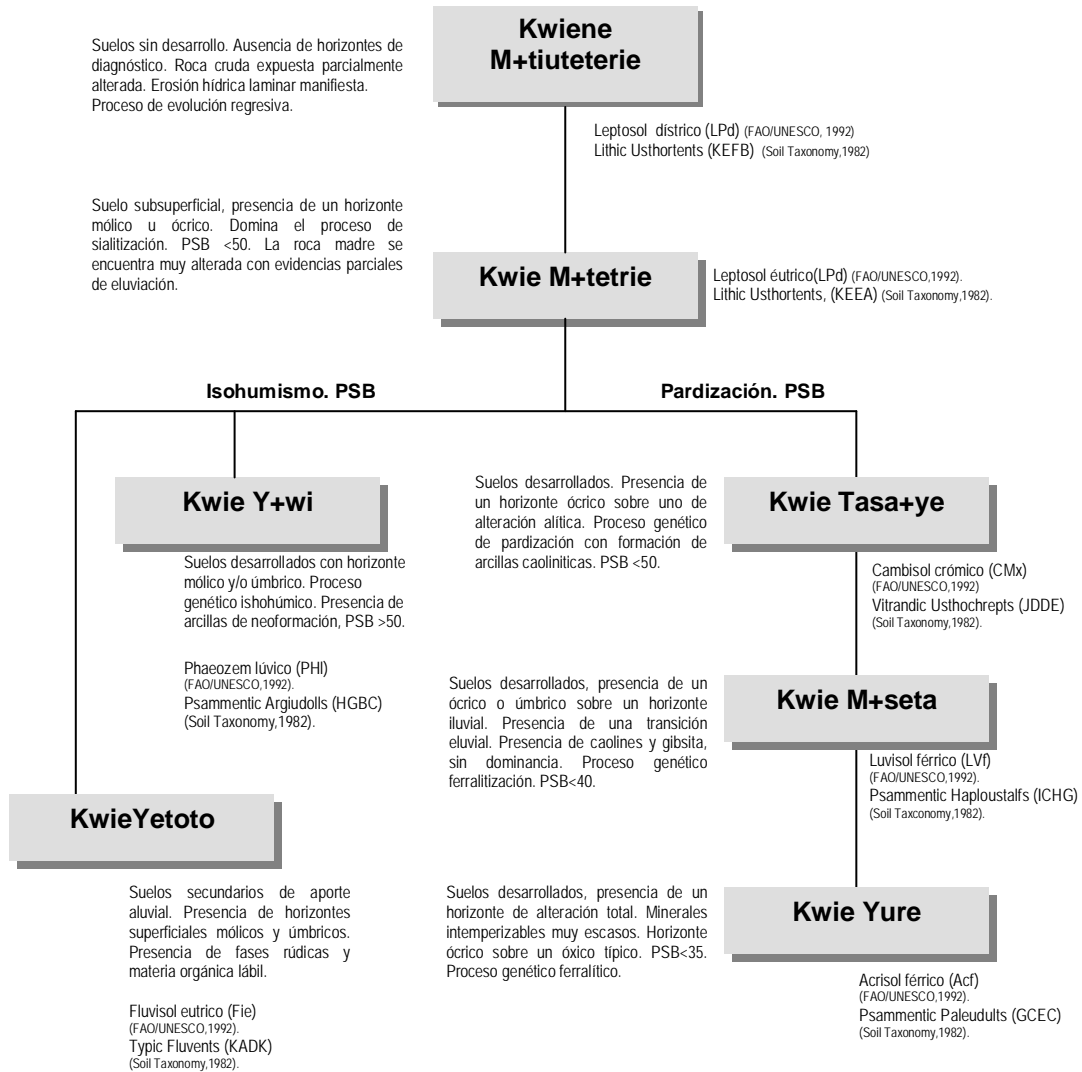 Kwiene
M+tiuteterie
Suelos sin desarrollo. Ausencia de horizontes de
diagnóstico. Roca cruda expuesta parcialmente
alterada. Erosión hídrica laminar manifiesta.
Proceso de evolución regresiva.
Leptosol dístrico (LPd) (FAO/UNESCO, 1992)
Lithic Usthortents (KEFB) (Soil Taxonomy,1982)
Suelo subsuperficial, presencia de un horizonte
mólico u ócrico. Domina el proceso de
sialitización. PSB <50. La roca madre se
encuentra muy alterada con evidencias parciales
de eluviación.
Kwie M+tetrie
Leptosol éutrico(LPd) (FAO/UNESCO,1992).
Lithic Usthortents, (KEEA) (Soil Taxonomy,1982).
Isohumismo. PSB
Pardización. PSB
Kwie Y+wi
Suelos desarrollados con horizonte
mólico y/o úmbrico. Proceso
genético ishohúmico. Presencia de
arcillas de neoformación, PSB >50.
Phaeozem lúvico (PHl)
(FAO/UNESCO,1992).
Psammentic Argiudolls (HGBC)
(Soil Taxonomy,1982).
Suelos desarrollados. Presencia de
un horizonte ócrico sobre uno de
alteración alítica. Proceso genético
de pardización con formación de
arcillas caoliniticas. PSB <50.
Kwie Tasa+ye
Cambisol crómico (CMx)
(FAO/UNESCO,1992)
Vitrandic Usthochrepts (JDDE)
(Soil Taxonomy,1982).
Suelos desarrollados, presencia de un
ócrico o úmbrico sobre un horizonte
iluvial. Presencia de una transición
eluvial. Presencia de caolines y gibsita,
sin dominancia. Proceso genético
ferralitización. PSB<40.
Kwie M+seta
Luvisol férrico (LVf)
(FAO/UNESCO,1992).
Psammentic Haploustalfs (ICHG)
(Soil Taxconomy,1982).
KwieYetoto
Suelos secundarios de aporte
aluvial. Presencia de horizontes
superficiales mólicos y úmbricos.
Presencia de fases rúdicas y
materia orgánica lábil.
Fluvisol eutrico (Fie)
(FAO/UNESCO,1992).
Typic Fluvents (KADK)
(Soil Taxonomy,1982).
Suelos desarrollados, presencia de un
horizonte de alteración total. Minerales
intemperizables muy escasos. Horizonte
ócrico sobre un óxico típico. PSB<35.
Proceso genético ferralítico.
Kwie Yure
Acrisol férrico (Acf)
(FAO/UNESCO,1992).
Psammentic Paleudults (GCEC)
(Soil Taxonomy,1982).